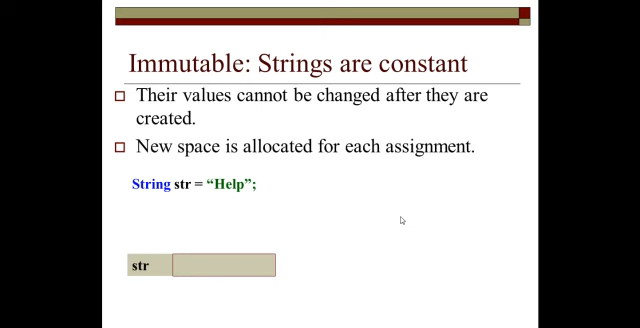 Immutable: Strings are constant
Their values cannot be changed after they are
created.
New space is allocated for each assignment.
String str = “Help”;
str